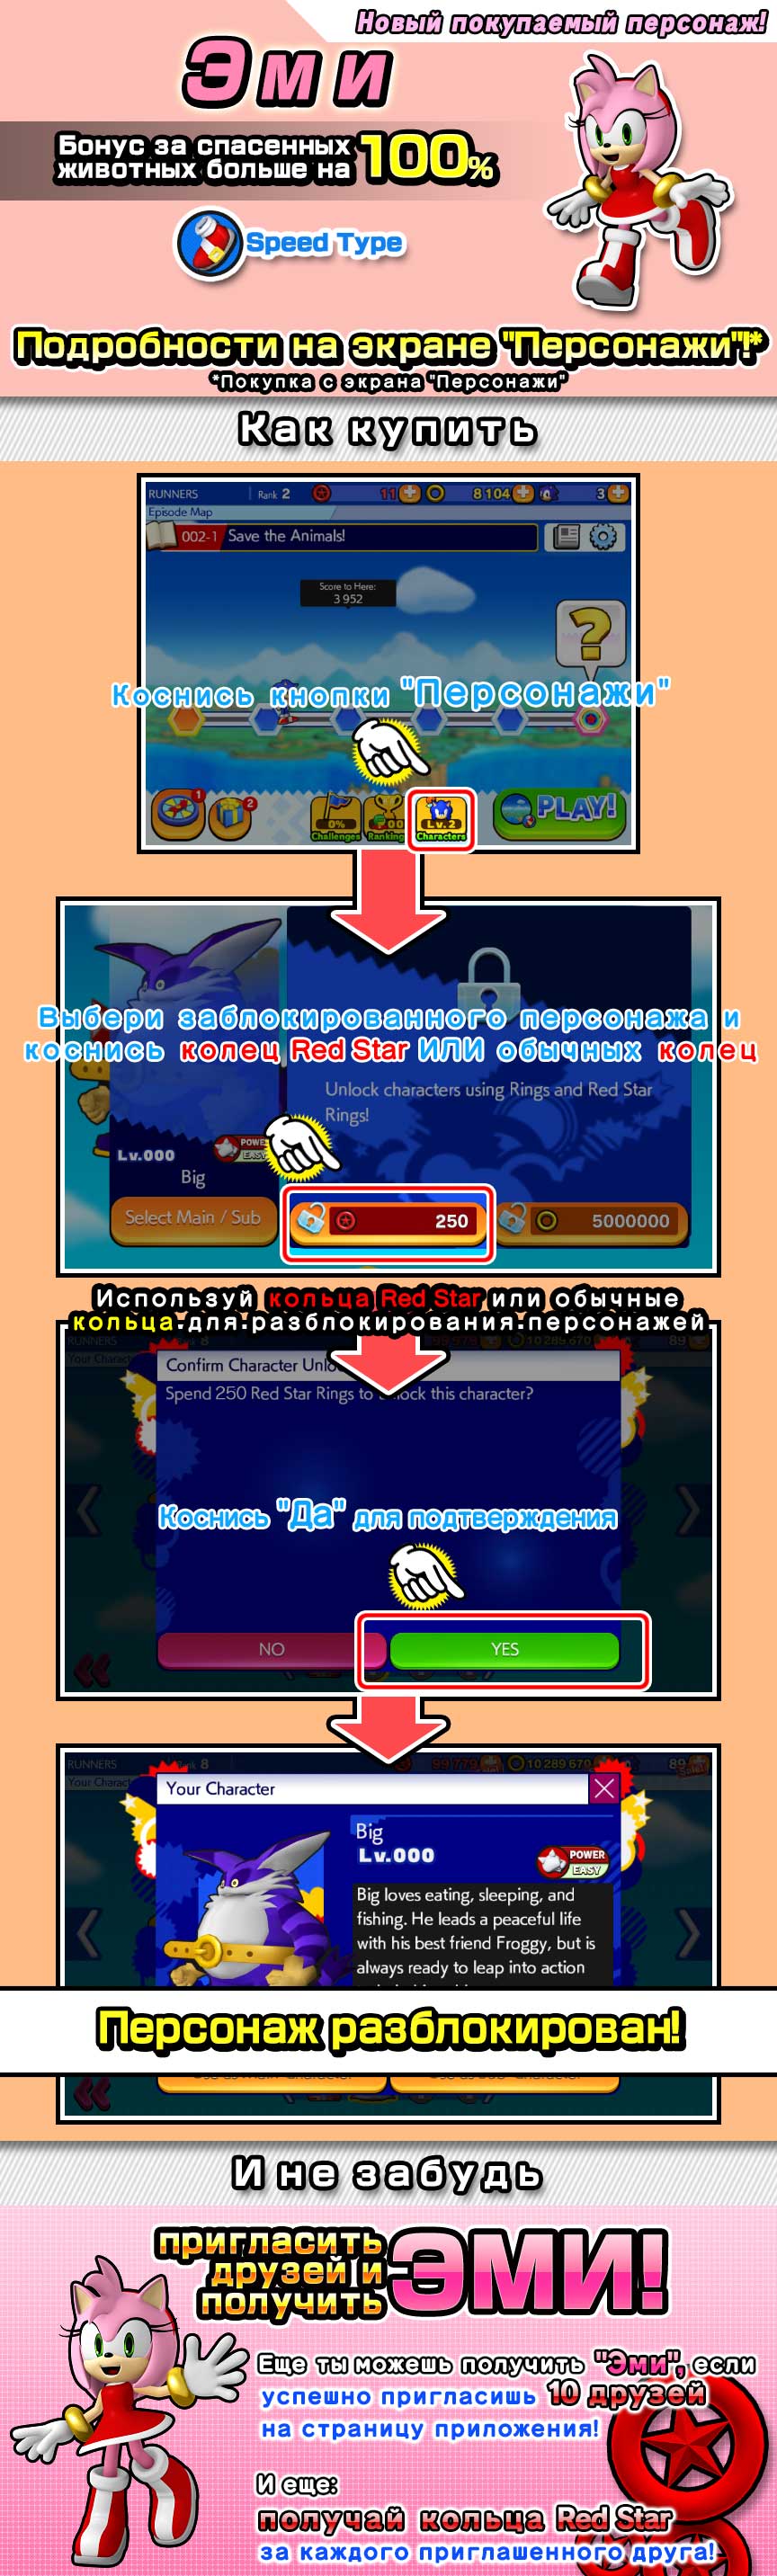 Новый покупаемый персонаж!
Эми
Бонус за спасенных
животных больше на 100%
Speed Type
Подробности на экране "Персонажи"!*
*Покупка с экрана "Персонажи"
Как купить
RUNNERS Rank 2 11 8104 3
Episode Map
002-1 Save the Animals!
Score to Here:
3 952
?
Коснись кнопки "Персонажи"
1 2
0% 00 Lv.2 PLAY!
Challenges Ranking Characters
Выбери заблокированного персонажа и
коснись колец Red Star ИЛИ обычных колец
Unlock characters using Rings and Red Star
Rings!
Lv.000 POWER
EASY
Big
Select Main / Sub 250 5000000
Используй кольца Red Star или обычные
кольца для разблокирования персонажей
Confirm Character
Spend 250 Red Star Rings to this character?
Коснись "Да" для подтверждения
NO YES
RUNNERS 8 99779 10289670 89
Your Character
Big
Lv.000 POWER
EASY
Big loves eating, sleeping, and
fishing. He leads a peaceful life
with his best friend Froggy, but is
always ready to leap into action
Персонаж разблокирован!
И не забудь
пригласить
друзей и
получить ЭМИ!
Еще ты можешь получить "Эми", если
успешно пригласишь 10 друзей
на страницу приложения!
И еще:
получай кольца Red Star
за каждого приглашенного друга!